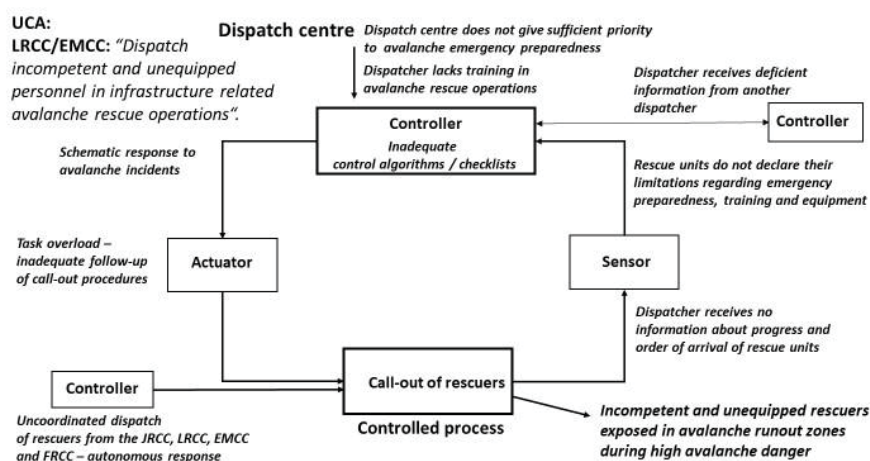 UCA:
LRCC/EMCC: “Dispatch
incompetent and unequipped
personnel in infrastructure related
avalanche rescue operations“.
Dispatch centre
Dispatch centre does not give sufficient priority
to avalanche emergency preparedness
Dispatcher lacks training in
avalanche rescue operations
Dispatcher receives deficient
information from another
dispatcher
Controller
Inadequate
control algorithms / checklists
Controller
Schematic response to
avalanche incidents
Rescue units do not declare their
limitations regarding emergency
preparedness, training and equipment
Task overload –
inadequate follow-up
of call-out procedures
Actuator
Sensor
Dispatcher receives no
information about progress and
order of arrival of rescue units
Controller
Call-out of rescuers
Controlled process
Uncoordinated dispatch
of rescuers from the JRCC, LRCC, EMCC
and FRCC – autonomous response
Incompetent and unequipped rescuers
exposed in avalanche runout zones
during high avalanche danger